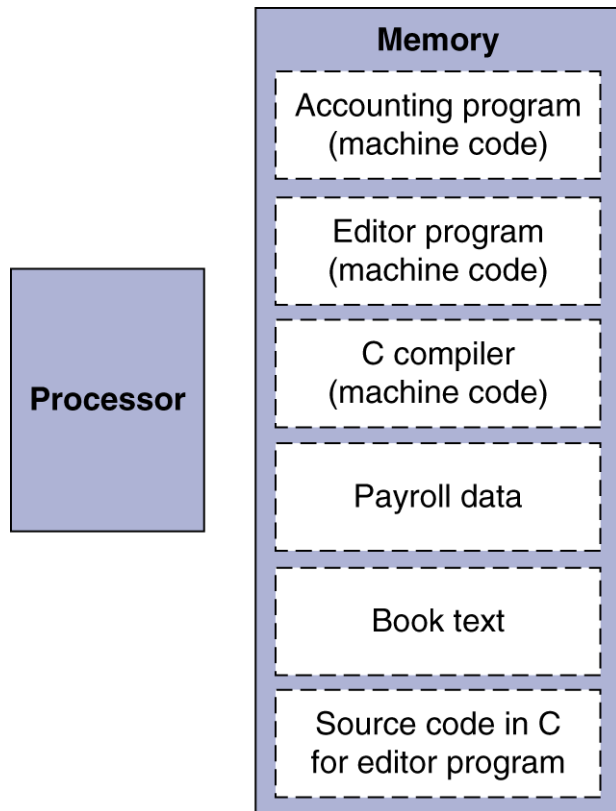 Memory
Accounting program
(machine code)
Editor program
(machine code)
C compiler
(machine code)
Processor
Payroll data
Book text
Source code in C
for editor program